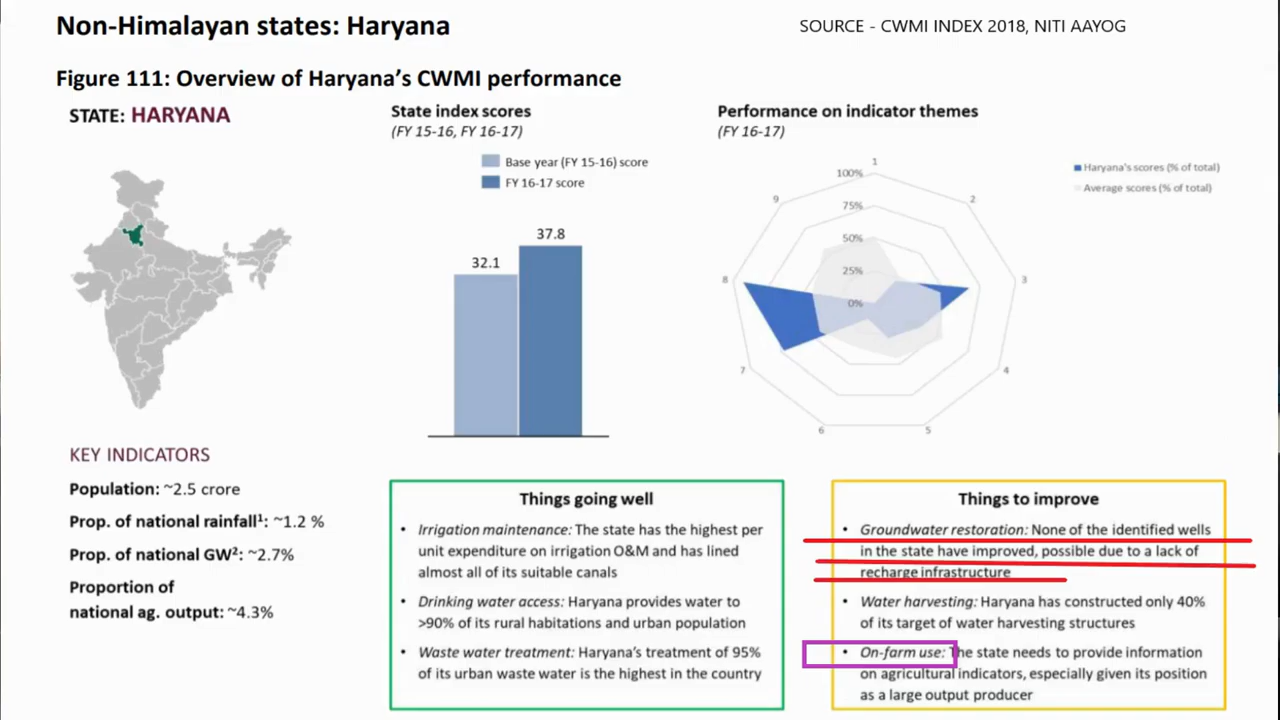 Non-Himalayan states: Haryana
SOURCE - CWMI INDEX 2018, NITI AAYOG
Figure 111: Overview of Haryana's CWMI performance
STATE: HARYANA
State index scores
(FY 15-16, FY 16-17)
Base year (FY 15-16) score
FY 16-17 score
32.1
37.8
Performance on indicator themes
(FY 16-17)
Haryana's scores (% of total)
Average scores (% of total)
1
2
3
4
5
6
7
8
9
100%
75%
50%
25%
0%
KEY INDICATORS
Population: ~2.5 crore
Prop. of national rainfall¹: ~1.2 %
Prop. of national GW²: ~2.7%
Proportion of
national ag. output: ~4.3%
Things going well
• Irrigation maintenance: The state has the highest per
unit expenditure on irrigation O&M and has lined
almost all of its suitable canals
• Drinking water access: Haryana provides water to
>90% of its rural habitations and urban population
• Waste water treatment: Haryana's treatment of 95%
of its urban waste water is the highest in the country
Things to improve
• Groundwater restoration: None of the identified wells
in the state have improved, possible due to a lack of
recharge infrastructure
• Water harvesting: Haryana has constructed only 40%
of its target of water harvesting structures
• On-farm use: The state needs to provide information
on agricultural indicators, especially given its position
as a large output producer